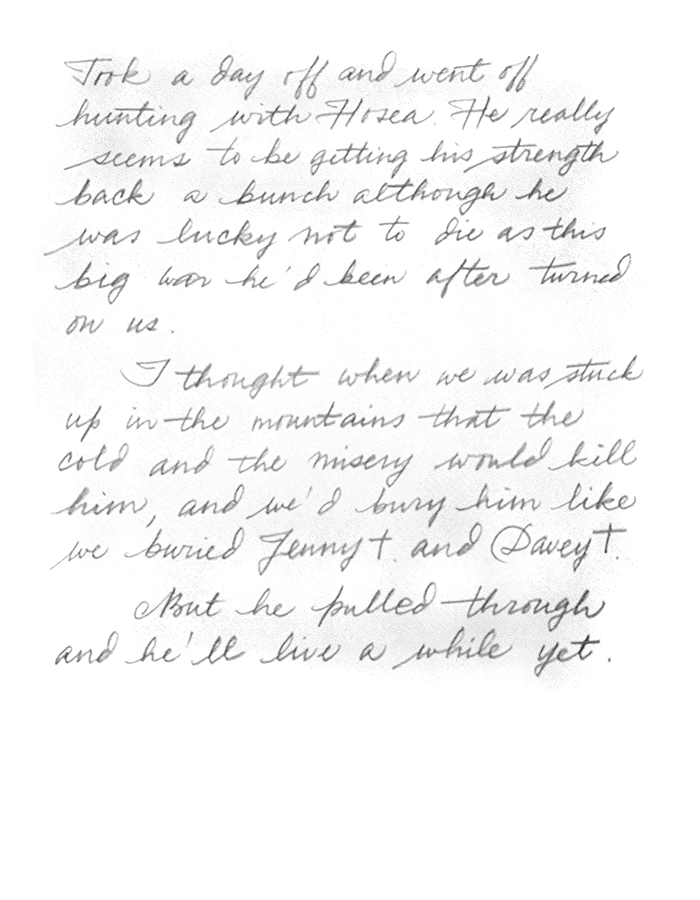 Took a day off and went off
hunting with Hosea. He really
seems to be getting his strength
back a bunch although he
was lucky not to die as this
big war he'd been after turned
on us.
I thought when we was stuck
up in the mountains that the
cold and the misery would kill
him, and we'd bury him like
we buried Jenny †. and Davey †.
But he pulled through
and he'll live a while yet.